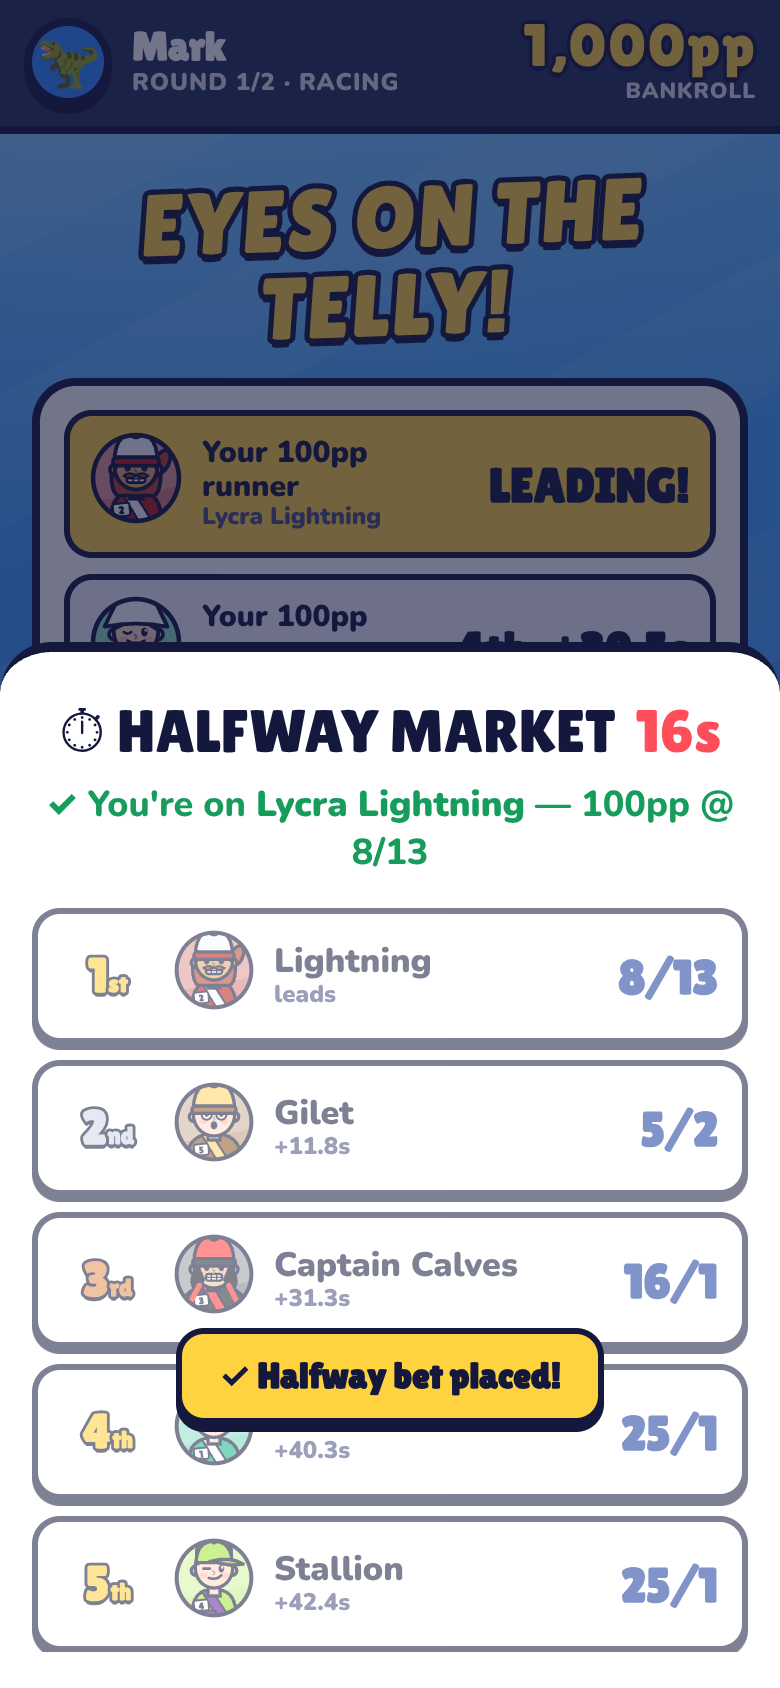 Mark
ROUND 1/2 · RACING
1,000pp
BANKROLL
EYES ON THE
TELLY!
Your 100pp
runner
Lycra Lightning
LEADING!
Your 100pp
⏱ HALFWAY MARKET 16s
✓ You're on Lycra Lightning — 100pp @
8/13
1st
Lightning
leads
8/13
2nd
Gilet
+11.8s
5/2
3rd
Captain Calves
+31.3s
16/1
✓ Halfway bet placed!
4th
+40.3s
25/1
5th
Stallion
+42.4s
25/1